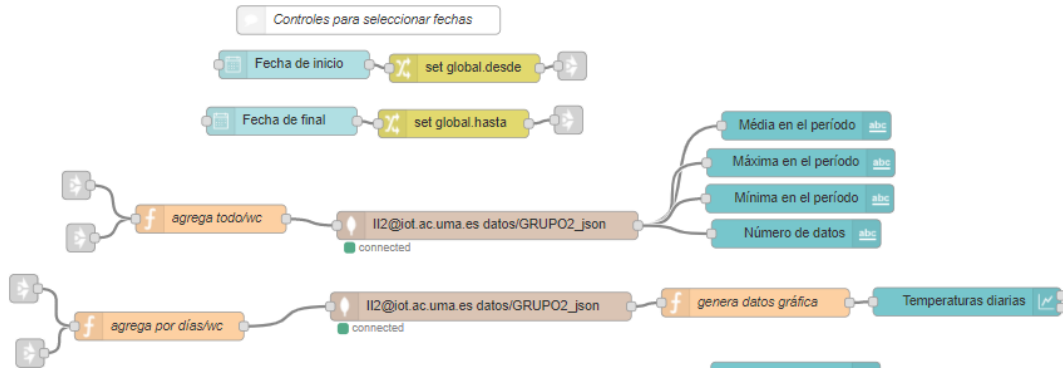 Controles para seleccionar fechas
Fecha de inicio
set global.desde
Fecha de final
set global.hasta
Média en el período
abc
Máxima en el período
abc
Mínima en el período
abc
Número de datos
abc
f agrega todo/wc
II2@iot.ac.uma.es datos/GRUPO2_json
connected
f agrega por días/wc
II2@iot.ac.uma.es datos/GRUPO2_json
connected
f genera datos gráfica
Temperaturas diarias